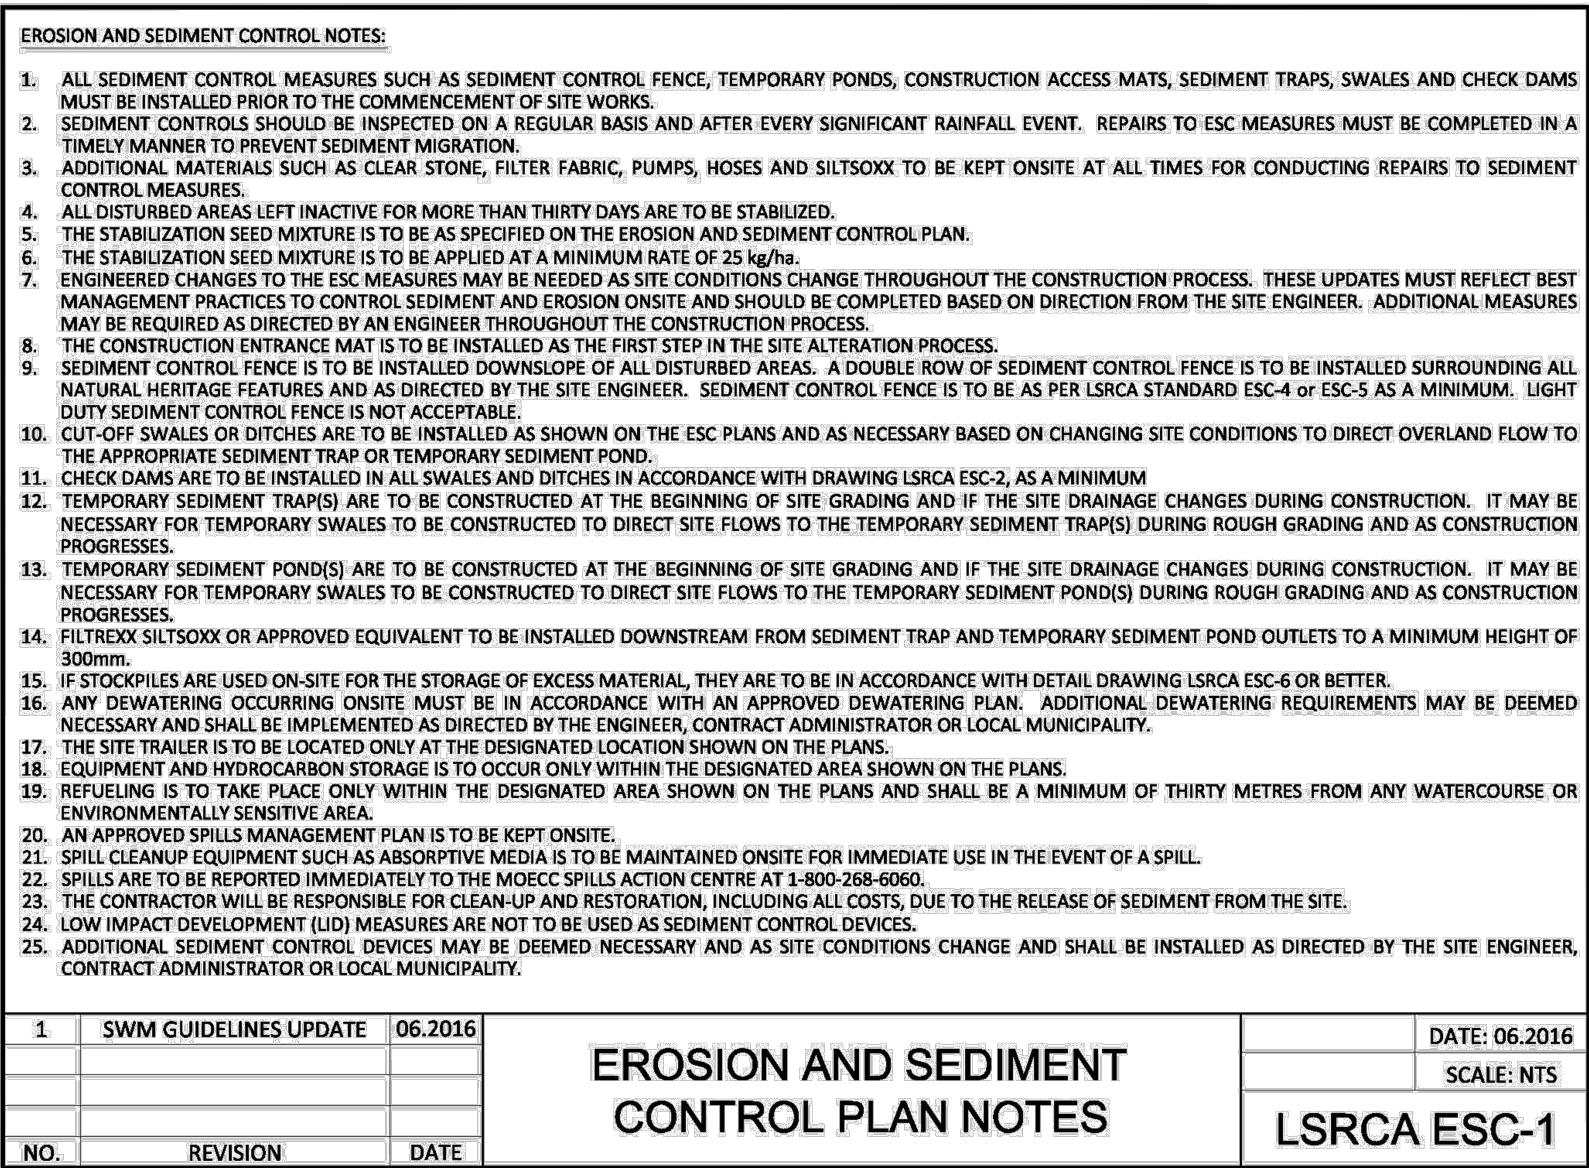 EROSION AND SEDIMENT CONTROL NOTES:
1. ALL SEDIMENT CONTROL MEASURES SUCH AS SEDIMENT CONTROL FENCE, TEMPORARY PONDS, CONSTRUCTION ACCESS MATS, SEDIMENT TRAPS, SWALES AND CHECK DAMS
MUST BE INSTALLED PRIOR TO THE COMMENCEMENT OF SITE WORKS.
2. SEDIMENT CONTROLS SHOULD BE INSPECTED ON A REGULAR BASIS AND AFTER EVERY SIGNIFICANT RAINFALL EVENT. REPAIRS TO ESC MEASURES MUST BE COMPLETED IN A
TIMELY MANNER TO PREVENT SEDIMENT MIGRATION.
3. ADDITIONAL MATERIALS SUCH AS CLEAR STONE, FILTER FABRIC, PUMPS, HOSES AND SILTSOXX TO BE KEPT ONSITE AT ALL TIMES FOR CONDUCTING REPAIRS TO SEDIMENT
CONTROL MEASURES.
4. ALL DISTURBED AREAS LEFT INACTIVE FOR MORE THAN THIRTY DAYS ARE TO BE STABILIZED.
5. THE STABILIZATION SEED MIXTURE IS TO BE AS SPECIFIED ON THE EROSION AND SEDIMENT CONTROL PLAN.
6. THE STABILIZATION SEED MIXTURE IS TO BE APPLIED AT A MINIMUM RATE OF 25 kg/ha.
7. ENGINEERED CHANGES TO THE ESC MEASURES MAY BE NEEDED AS SITE CONDITIONS CHANGE THROUGHOUT THE CONSTRUCTION PROCESS. THESE UPDATES MUST REFLECT BEST
MANAGEMENT PRACTICES TO CONTROL SEDIMENT AND EROSION ONSITE AND SHOULD BE COMPLETED BASED ON DIRECTION FROM THE SITE ENGINEER. ADDITIONAL MEASURES
MAY BE REQUIRED AS DIRECTED BY AN ENGINEER THROUGHOUT THE CONSTRUCTION PROCESS.
8. THE CONSTRUCTION ENTRANCE MAT IS TO BE INSTALLED AS THE FIRST STEP IN THE SITE ALTERATION PROCESS.
9. SEDIMENT CONTROL FENCE IS TO BE INSTALLED DOWNSLOPE OF ALL DISTURBED AREAS. A DOUBLE ROW OF SEDIMENT CONTROL FENCE IS TO BE INSTALLED SURROUNDING ALL
NATURAL HERITAGE FEATURES AND AS DIRECTED BY THE SITE ENGINEER. SEDIMENT CONTROL FENCE IS TO BE AS PER LSRCA STANDARD ESC-4 or ESC-5 AS A MINIMUM. LIGHT
DUTY SEDIMENT CONTROL FENCE IS NOT ACCEPTABLE.
10. CUT-OFF SWALES OR DITCHES ARE TO BE INSTALLED AS SHOWN ON THE ESC PLANS AND AS NECESSARY BASED ON CHANGING SITE CONDITIONS TO DIRECT OVERLAND FLOW TO
THE APPROPRIATE SEDIMENT TRAP OR TEMPORARY SEDIMENT POND.
11. CHECK DAMS ARE TO BE INSTALLED IN ALL SWALES AND DITCHES IN ACCORDANCE WITH DRAWING LSRCA ESC-2, AS A MINIMUM
12. TEMPORARY SEDIMENT TRAP(S) ARE TO BE CONSTRUCTED AT THE BEGINNING OF SITE GRADING AND IF THE SITE DRAINAGE CHANGES DURING CONSTRUCTION. IT MAY BE
NECESSARY FOR TEMPORARY SWALES TO BE CONSTRUCTED TO DIRECT SITE FLOWS TO THE TEMPORARY SEDIMENT TRAP(S) DURING ROUGH GRADING AND AS CONSTRUCTION
PROGRESSES.
13. TEMPORARY SEDIMENT POND(S) ARE TO BE CONSTRUCTED AT THE BEGINNING OF SITE GRADING AND IF THE SITE DRAINAGE CHANGES DURING CONSTRUCTION. IT MAY BE
NECESSARY FOR TEMPORARY SWALES TO BE CONSTRUCTED TO DIRECT SITE FLOWS TO THE TEMPORARY SEDIMENT POND(S) DURING ROUGH GRADING AND AS CONSTRUCTION
PROGRESSES.
14. FILTREXX SILTSOXX OR APPROVED EQUIVALENT TO BE INSTALLED DOWNSTREAM FROM SEDIMENT TRAP AND TEMPORARY SEDIMENT POND OUTLETS TO A MINIMUM HEIGHT OF
300mm.
15. IF STOCKPILES ARE USED ON-SITE FOR THE STORAGE OF EXCESS MATERIAL, THEY ARE TO BE IN ACCORDANCE WITH DETAIL DRAWING LSRCA ESC-6 OR BETTER.
16. ANY DEWATERING OCCURRING ONSITE MUST BE IN ACCORDANCE WITH AN APPROVED DEWATERING PLAN. ADDITIONAL DEWATERING REQUIREMENTS MAY BE DEEMED
NECESSARY AND SHALL BE IMPLEMENTED AS DIRECTED BY THE ENGINEER, CONTRACT ADMINISTRATOR OR LOCAL MUNICIPALITY.
17. THE SITE TRAILER IS TO BE LOCATED ONLY AT THE DESIGNATED LOCATION SHOWN ON THE PLANS.
18. EQUIPMENT AND HYDROCARBON STORAGE IS TO OCCUR ONLY WITHIN THE DESIGNATED AREA SHOWN ON THE PLANS.
19. REFUELING IS TO TAKE PLACE ONLY WITHIN THE DESIGNATED AREA SHOWN ON THE PLANS AND SHALL BE A MINIMUM OF THIRTY METRES FROM ANY WATERCOURSE OR
ENVIRONMENTALLY SENSITIVE AREA.
20. AN APPROVED SPILLS MANAGEMENT PLAN IS TO BE KEPT ONSITE.
21. SPILL CLEANUP EQUIPMENT SUCH AS ABSORPTIVE MEDIA IS TO BE MAINTAINED ONSITE FOR IMMEDIATE USE IN THE EVENT OF A SPILL.
22. SPILLS ARE TO BE REPORTED IMMEDIATELY TO THE MOECC SPILLS ACTION CENTRE AT 1-800-268-6060.
23. THE CONTRACTOR WILL BE RESPONSIBLE FOR CLEAN-UP AND RESTORATION, INCLUDING ALL COSTS, DUE TO THE RELEASE OF SEDIMENT FROM THE SITE.
24. LOW IMPACT DEVELOPMENT (LID) MEASURES ARE NOT TO BE USED AS SEDIMENT CONTROL DEVICES.
25. ADDITIONAL SEDIMENT CONTROL DEVICES MAY BE DEEMED NECESSARY AND AS SITE CONDITIONS CHANGE AND SHALL BE INSTALLED AS DIRECTED BY THE SITE ENGINEER,
CONTRACT ADMINISTRATOR OR LOCAL MUNICIPALITY.
1 SWM GUIDELINES UPDATE 06.2016
NO. REVISION DATE
EROSION AND SEDIMENT
CONTROL PLAN NOTES
DATE: 06.2016
SCALE: NTS
LSRCA ESC-1